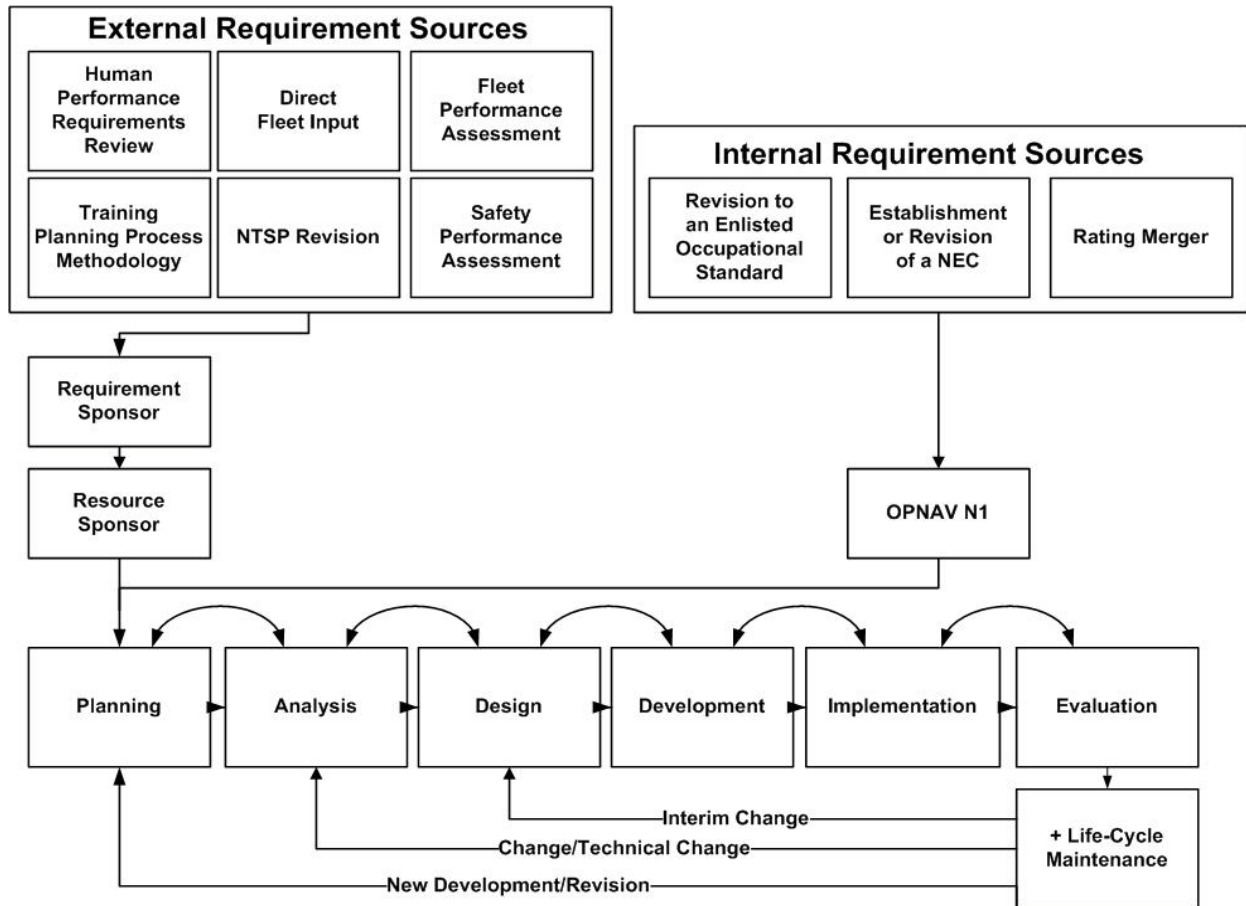 External Requirement Sources
Human
Performance
Requirements
Review
Direct
Fleet Input
Fleet
Performance
Assessment
Training
Planning Process
Methodology
NTSP Revision
Safety
Performance
Assessment
Internal Requirement Sources
Revision to
an Enlisted
Occupational
Standard
Establishment
or Revision
of a NEC
Rating Merger
Requirement
Sponsor
Resource
Sponsor
OPNAV N1
Planning
Analysis
Design
Development
Implementation
Evaluation
Interim Change
Change/Technical Change
New Development/Revision
+ Life-Cycle
Maintenance